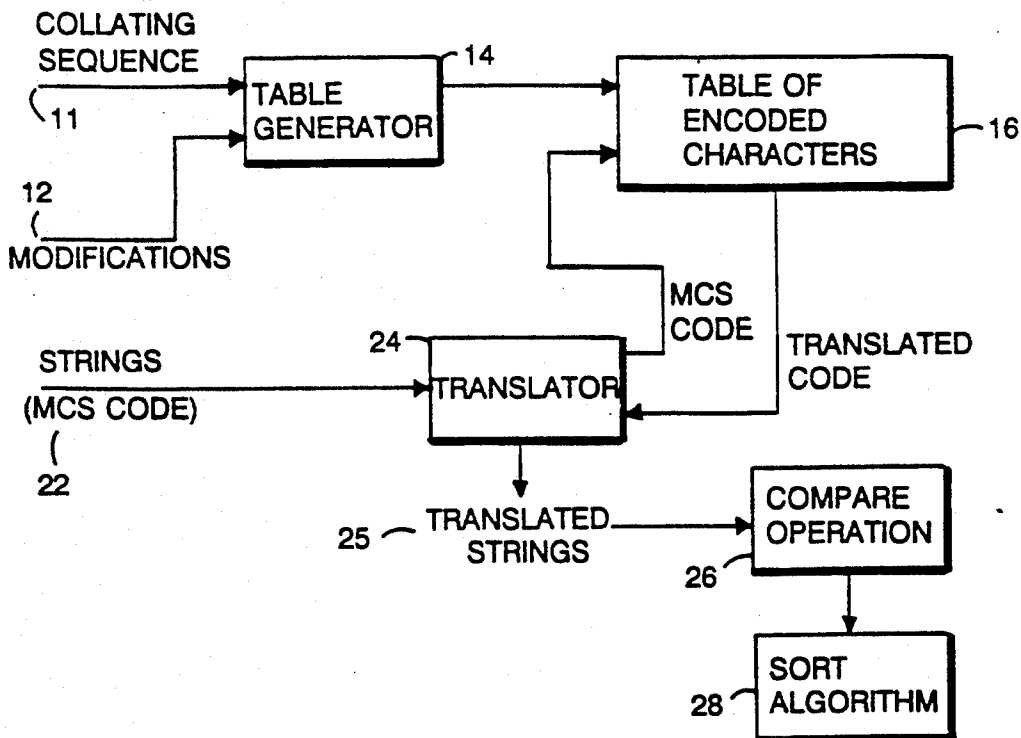 COLLATING
SEQUENCE
11
12
MODIFICATIONS
14
TABLE
GENERATOR
TABLE OF
ENCODED
CHARACTERS
16
MCS
CODE
TRANSLATED
CODE
STRINGS
(MCS CODE)
22
24
TRANSLATOR
25
TRANSLATED
STRINGS
COMPARE
OPERATION
26
SORT
ALGORITHM
28